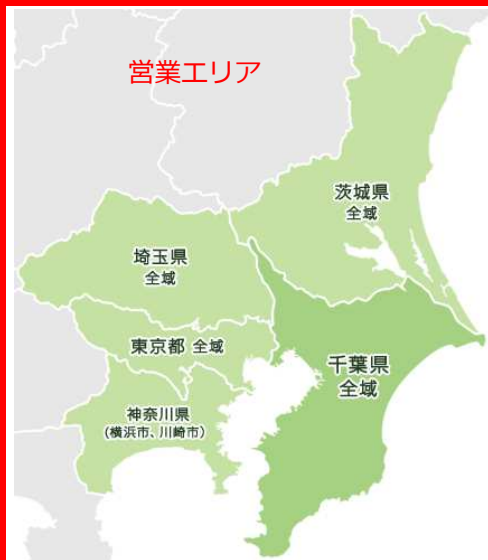 営業エリア
茨城県
全域
埼玉県
全域
東京都 全域
千葉県
全域
神奈川県
(横浜市、川崎市)